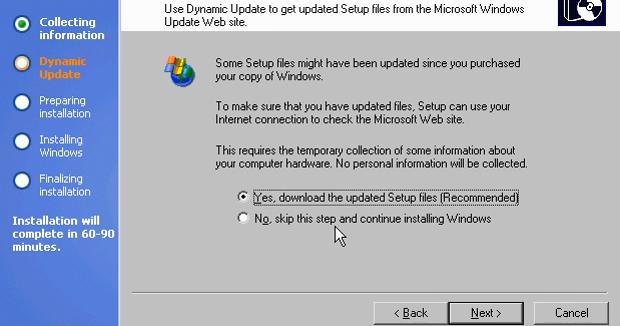 Collecting
information
Dynamic
Update
Preparing
installation
Installing
Windows
Finalizing
installation
Installation will
complete in 60-90
minutes.
Use Dynamic Update to get updated Setup files from the Microsoft Windows
Update Web site.
Some Setup files might have been updated since you purchased
your copy of Windows.
To make sure that you have updated files, Setup can use your
Internet connection to check the Microsoft Web site.
This requires the temporary collection of some information about
your computer hardware. No personal information will be collected.
Yes, download the updated Setup files (Recommended)
No, skip this step and continue installing Windows
< Back
Next >
Cancel